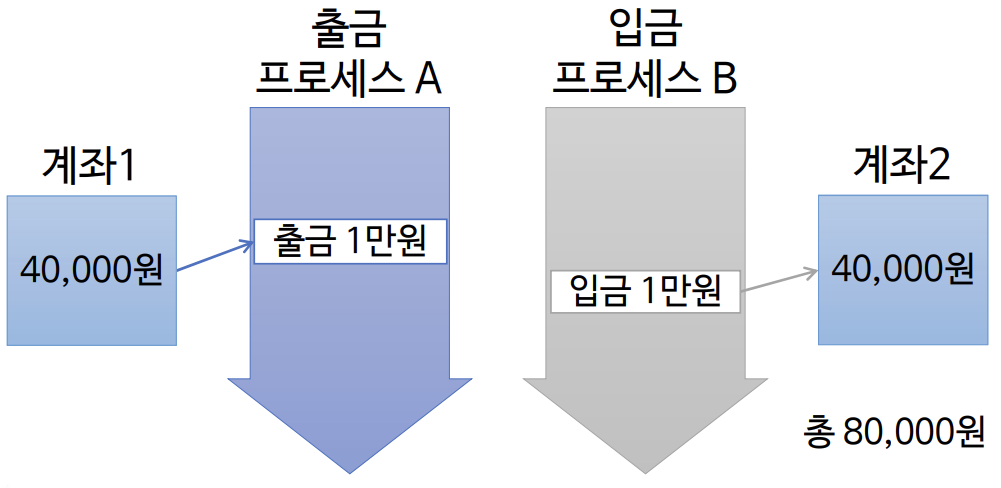 출금
프로세스 A
입금
프로세스 B
계좌1
계좌2
40,000원
출금 1만원
입금 1만원
40,000원
총 80,000원